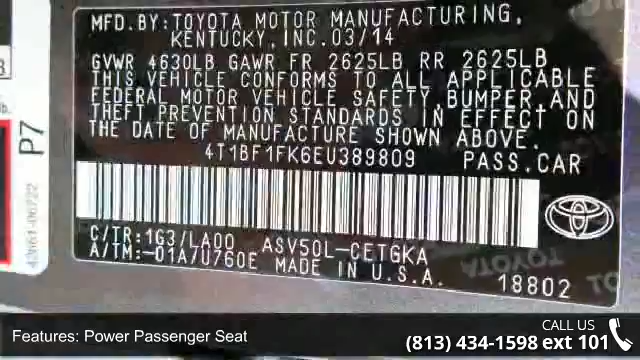 MFD.BY:TOYOTA MOTOR MANUFACTURING,
KENTUCKY,INC.03/14
GVWR 4630LB GAWR FR 2625LB RR 2625LB
THIS VEHICLE CONFORMS TO ALL APPLICABLE
FEDERAL MOTOR VEHICLE SAFETY,BUMPER,AND
THEFT PREVENTION STANDARDS IN EFFECT ON
THE DATE OF MANUFACTURE SHOWN ABOVE.
4T1BF1FK6EU389809 PASS.CAR
C/TR:1G3/LA00 ASV50L-CETGKA
A/TM:-01A/U760E MADE IN U.S.A.
18802
P7
TOYOTA
Features: Power Passenger Seat
CALL US
(813) 434-1598 ext 101